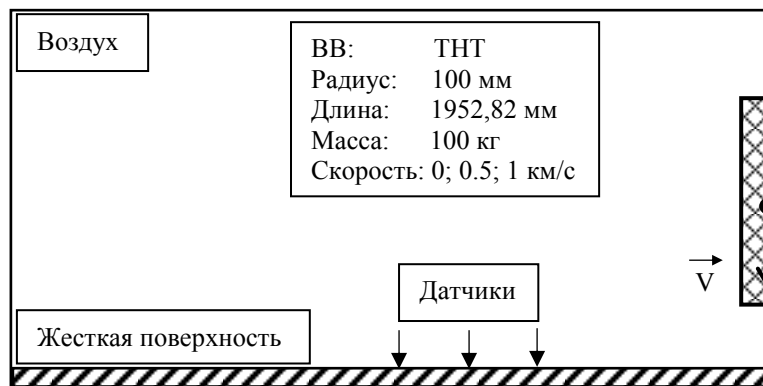 Воздух
ВВ: ТНТ
Радиус: 100 мм
Длина: 1952,82 мм
Масса: 100 кг
Скорость: 0; 0.5; 1 км/с
V
Датчики
Жесткая поверхность